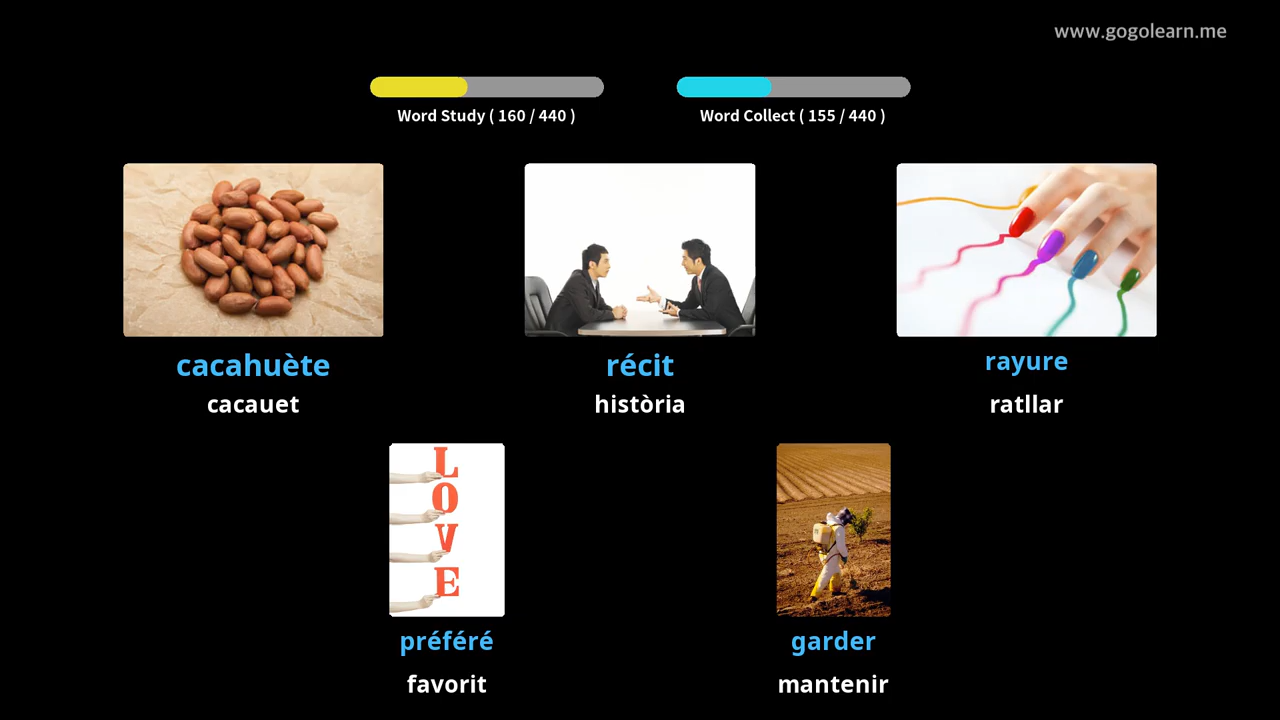 www.gogolearn.me
Word Study ( 160 / 440 )
Word Collect ( 155 / 440 )
cacahuète
cacauet
récit
història
rayure
ratllar
L
O
V
E
préféré
favorit
garder
mantenir